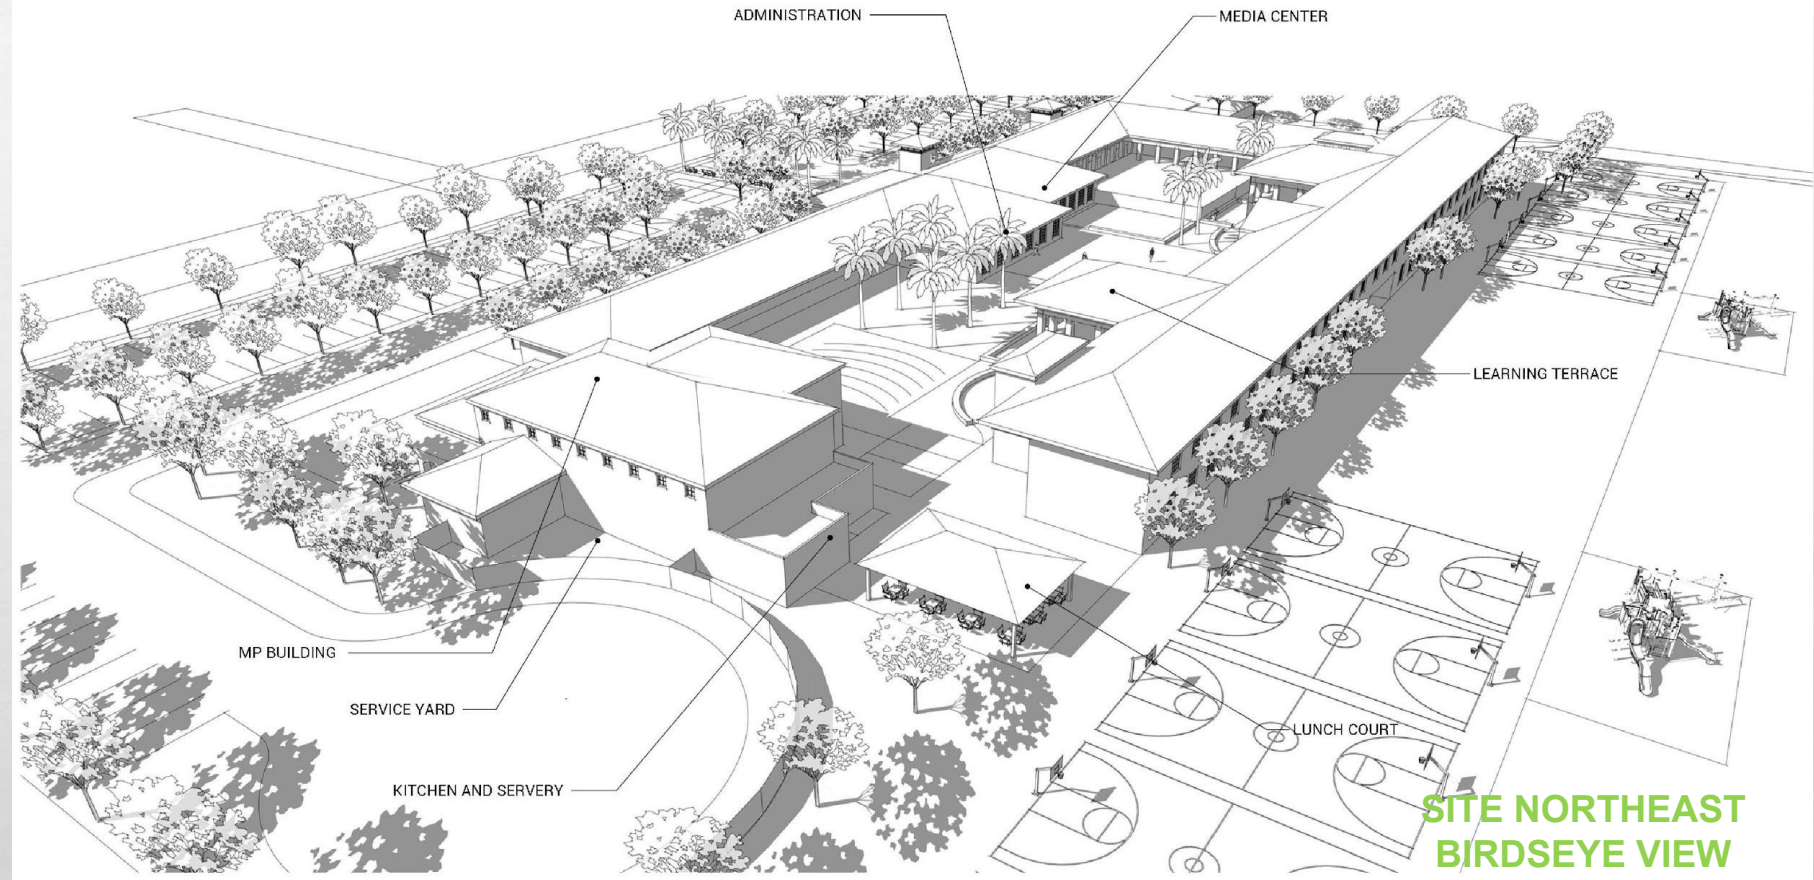 ADMINISTRATION
MEDIA CENTER
LEARNING TERRACE
MP BUILDING
SERVICE YARD
LUNCH COURT
KITCHEN AND SERVERY
SITE NORTHEAST
BIRDSEYE VIEW